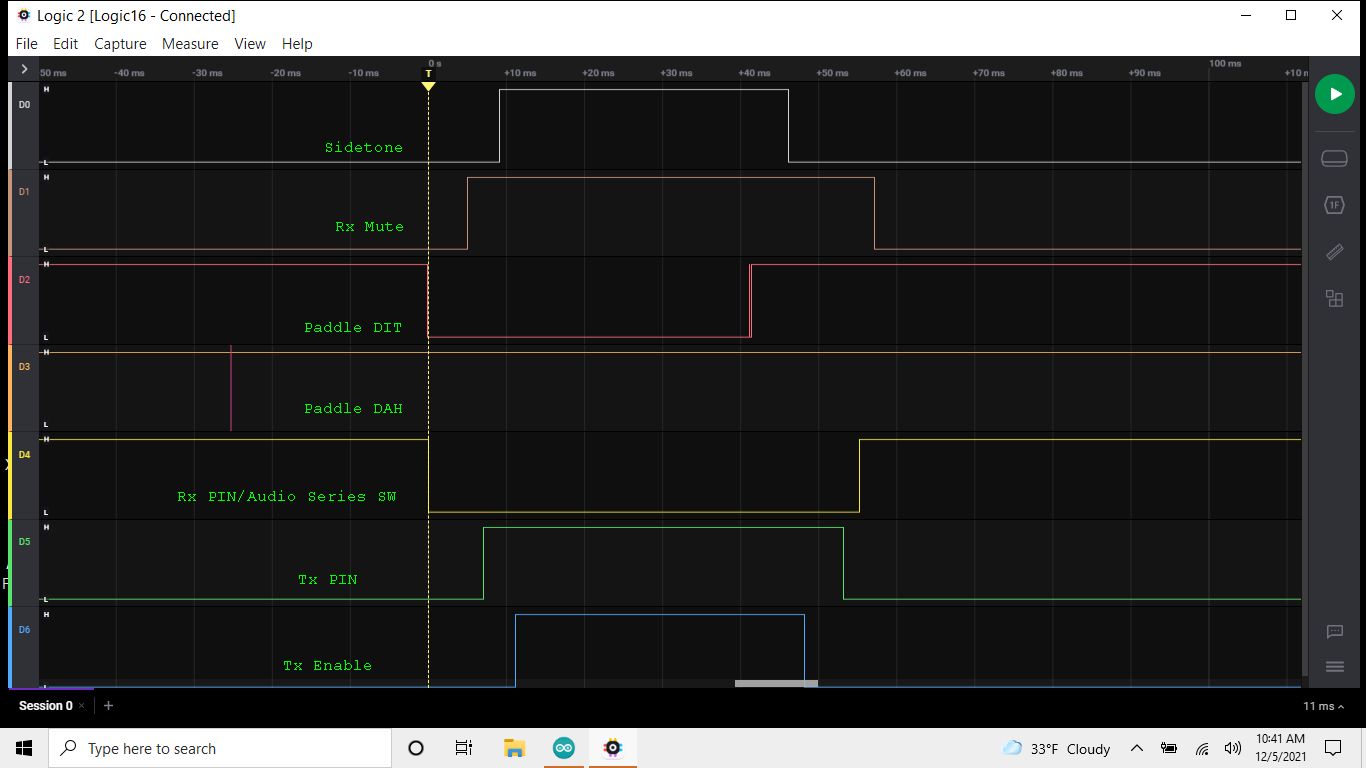 Logic 2 [Logic16 - Connected]
File Edit Capture Measure View Help
0 s 100 ms
50 ms -40 ms -30 ms -20 ms -10 ms T +10 ms +20 ms +30 ms +40 ms +50 ms +60 ms +70 ms +80 ms +90 ms +10
H
D0
Sidetone
L
H
D1
1F
Rx Mute
L
H
D2
Paddle DIT
L
H
D3
Paddle DAH
L
H
D4
Rx PIN/Audio Series SW
L
H
D5
Tx PIN
L
H
D6
Tx Enable
L
Session 0 × + 11 ms
Type here to search
33°F Cloudy
10:41 AM
12/5/2021